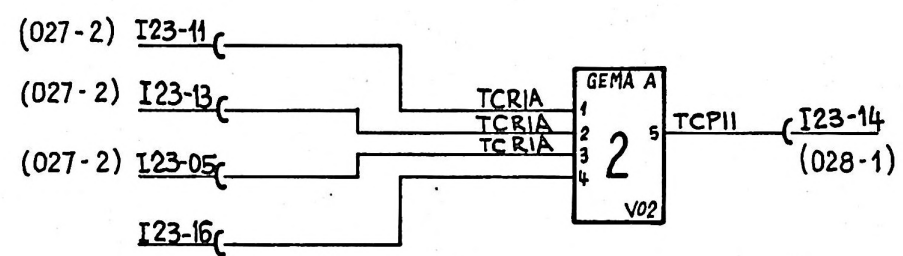 (027-2) I23-11
(027-2) I23-13
(027-2) I23-05
I23-16
TCRIA
TCRIA
TCRIA
GEMA A
1
2
3
4
2
5
V02
TCPII
I23-14
(028-1)